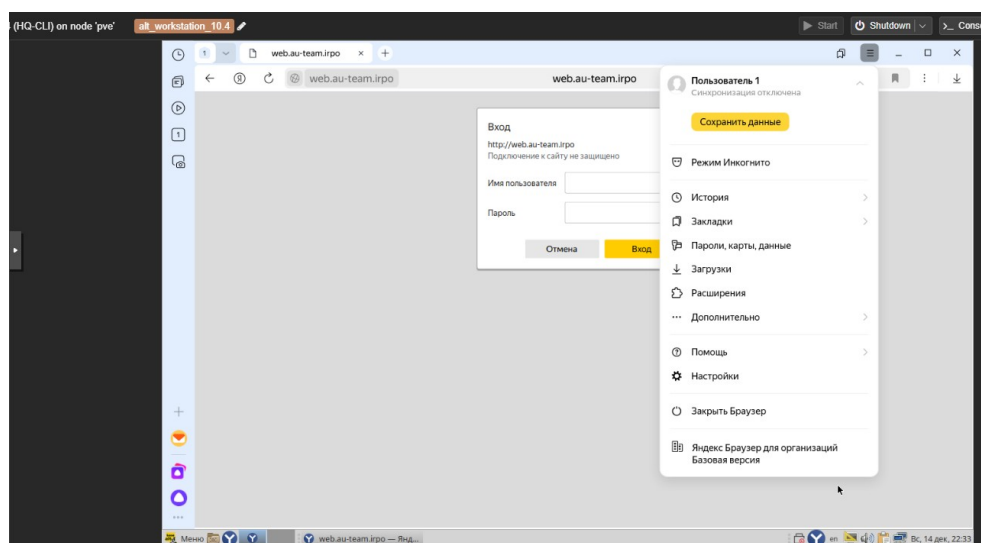 (HQ-CLI) on node 'pve'
alt_workstation_10.4
Start
Shutdown
>_ Cons
1
web.au-team.irpo
web.au-team.irpo
web.au-team.irpo
Пользователь 1
Синхронизация отключена
Сохранить данные
Вход
http://web.au-team.irpo
Подключение к сайту не защищено
1
Режим Инкогнито
Имя пользователя
История
Пароль
Закладки
Пароли, карты, данные
Отмена
Вход
Загрузки
Расширения
Дополнительно
Помощь
Настройки
Закрыть Браузер
Яндекс Браузер для организаций
Базовая версия
Меню
web.au-team.irpo — Янд...
en
Вс, 14 дек, 22:33